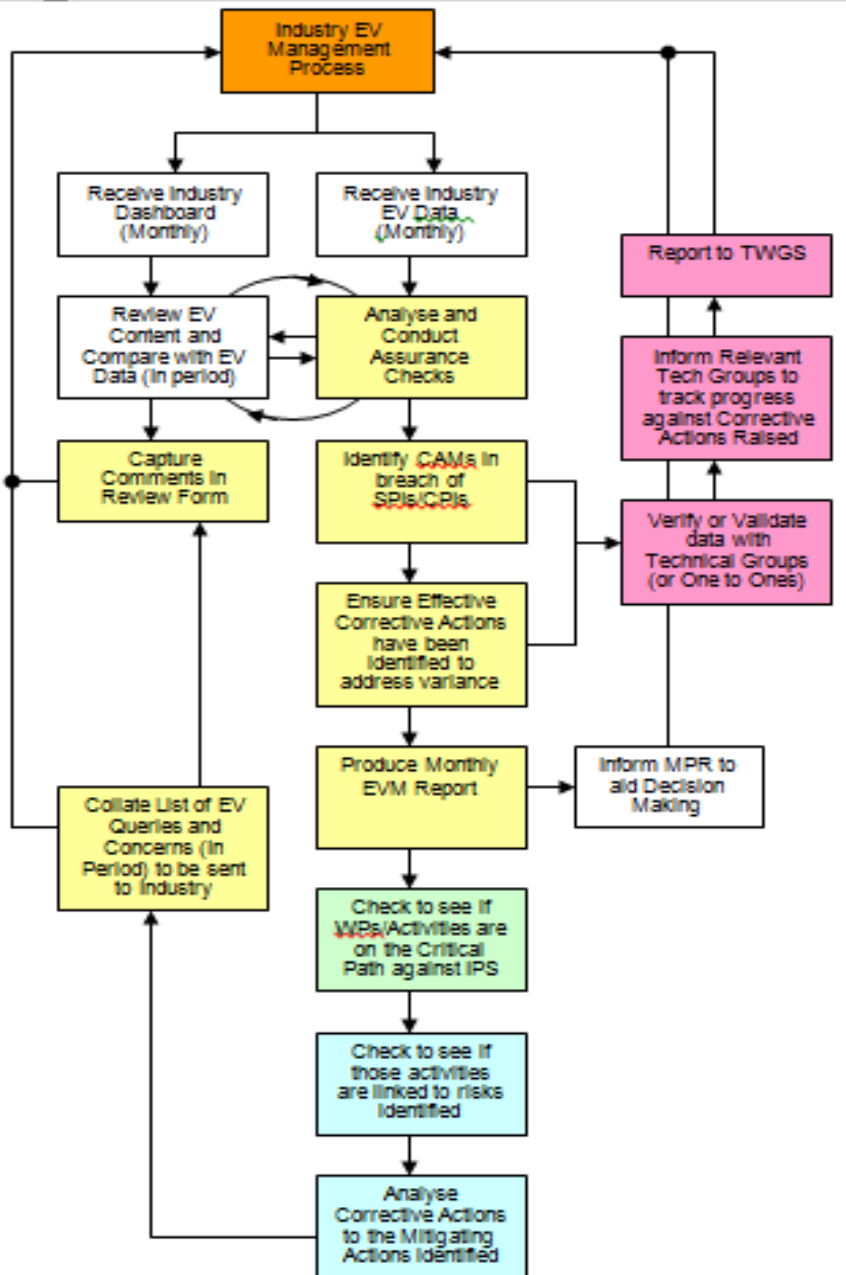 Industry EV
Management
Process
Receive Industry
Dashboard
(Monthly)
Receive Industry
EV Data
(Monthly)
Report to TWGS
Review EV
Content and
Compare with EV
Data (In period)
Analyse and
Conduct
Assurance
Checks
Inform Relevant
Tech Groups to
track progress
against Corrective
Actions Raised
Capture
Comments in
Review Form
Identify CAMs in
breach of
SPIs/CPIs
Verify or Validate
data with
Technical Groups
(or One to Ones)
Ensure Effective
Corrective Actions
have been
identified to
address variance
Produce Monthly
EVM Report
Inform MPR to
aid Decision
Making
Collate List of EV
Queries and
Concerns (In
Period) to be sent
to Industry
Check to see if
WPs/Activities are
on the Critical
Path against IPS
Check to see if
those activities
are linked to risks
identified
Analyse
Corrective Actions
to the Mitigating
Actions Identified